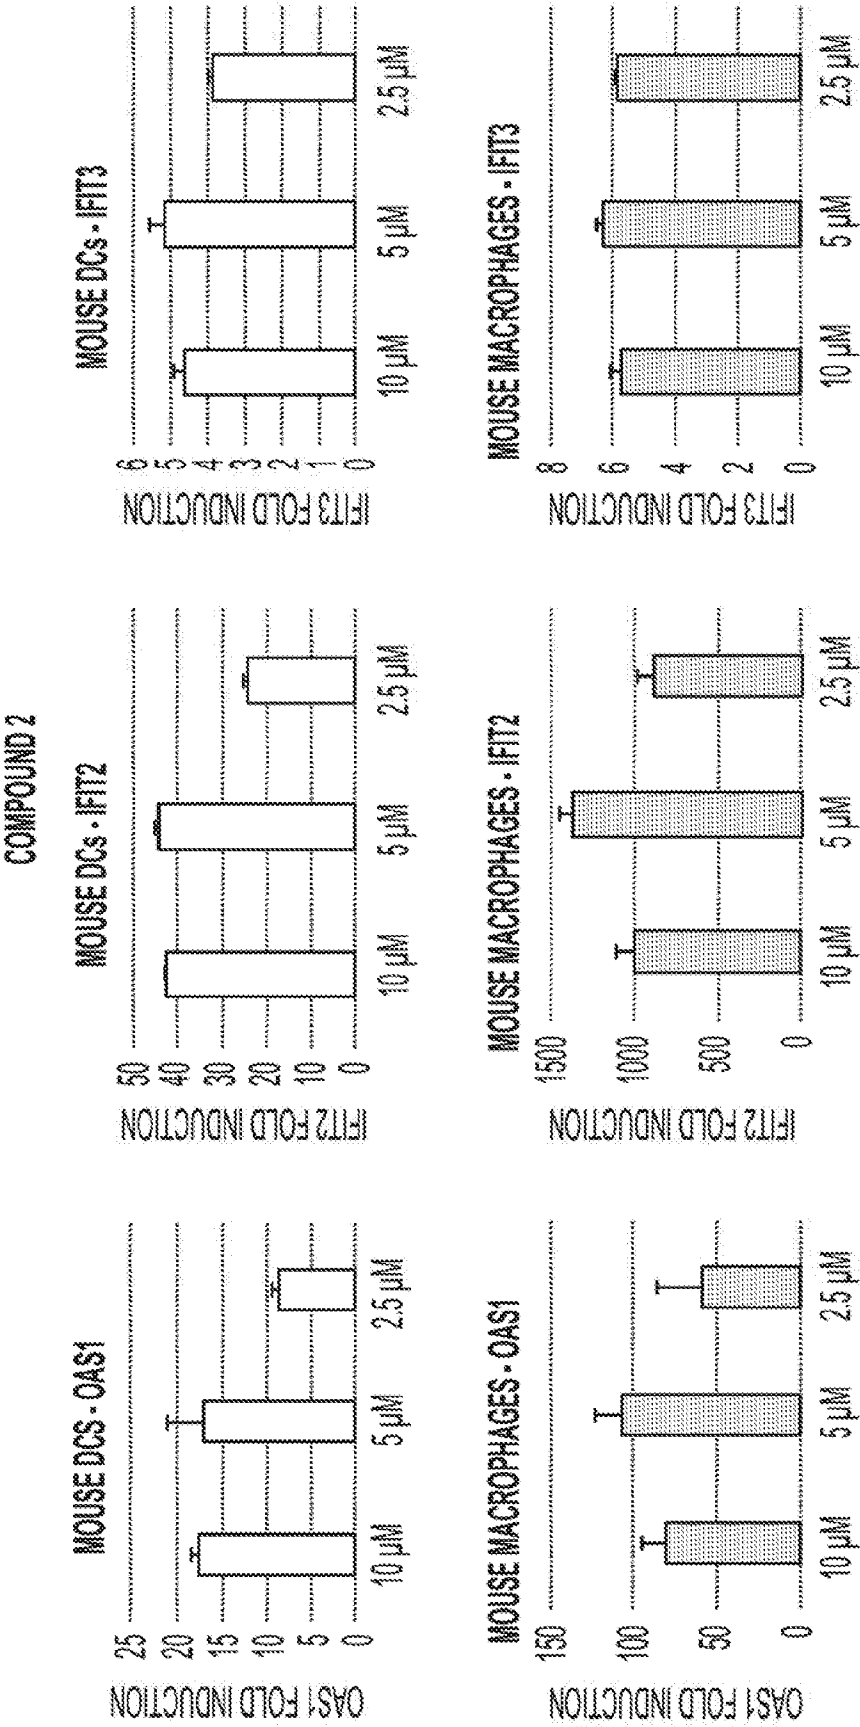 COMPOUND 2
MOUSE DCS - OAS1
OAS1 FOLD INDUCTION
25
20
15
10
5
0
10 µM
5 µM
2.5 µM
MOUSE DCs - IFIT2
IFIT2 FOLD INDUCTION
50
40
30
20
10
0
10 µM
5 µM
2.5 µM
MOUSE DCs - IFIT3
IFIT3 FOLD INDUCTION
6
5
4
3
2
1
0
10 µM
5 µM
2.5 µM
MOUSE MACROPHAGES - OAS1
OAS1 FOLD INDUCTION
150
100
50
0
10 µM
5 µM
2.5 µM
MOUSE MACROPHAGES - IFIT2
IFIT2 FOLD INDUCTION
1500
1000
500
0
10 µM
5 µM
2.5 µM
MOUSE MACROPHAGES - IFIT3
IFIT3 FOLD INDUCTION
8
6
4
2
0
10 µM
5 µM
2.5 µM